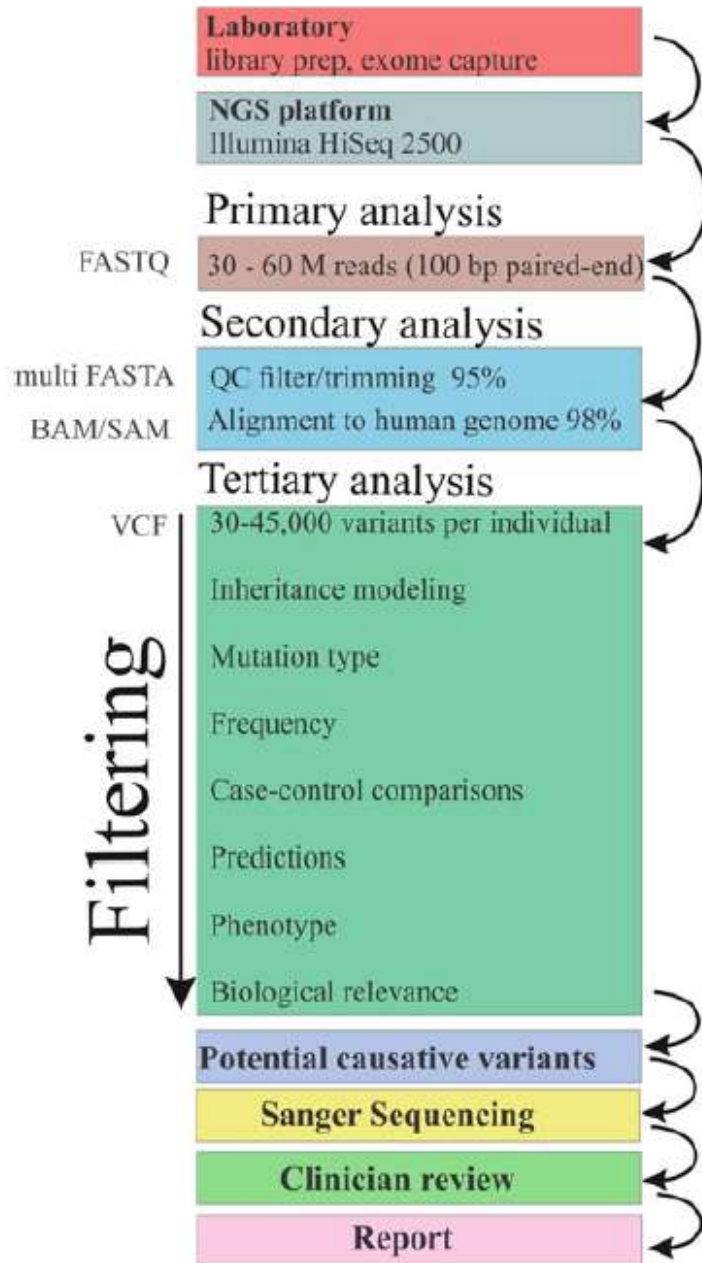 Laboratory
library prep, exome capture
NGS platform
Illumina HiSeq 2500
Primary analysis
FASTQ
30 - 60 M reads (100 bp paired-end)
Secondary analysis
multi FASTA
QC filter/trimming 95%
BAM/SAM
Alignment to human genome 98%
Tertiary analysis
VCF
30-45,000 variants per individual
Filtering
Inheritance modeling
Mutation type
Frequency
Case-control comparisons
Predictions
Phenotype
Biological relevance
Potential causative variants
Sanger Sequencing
Clinician review
Report